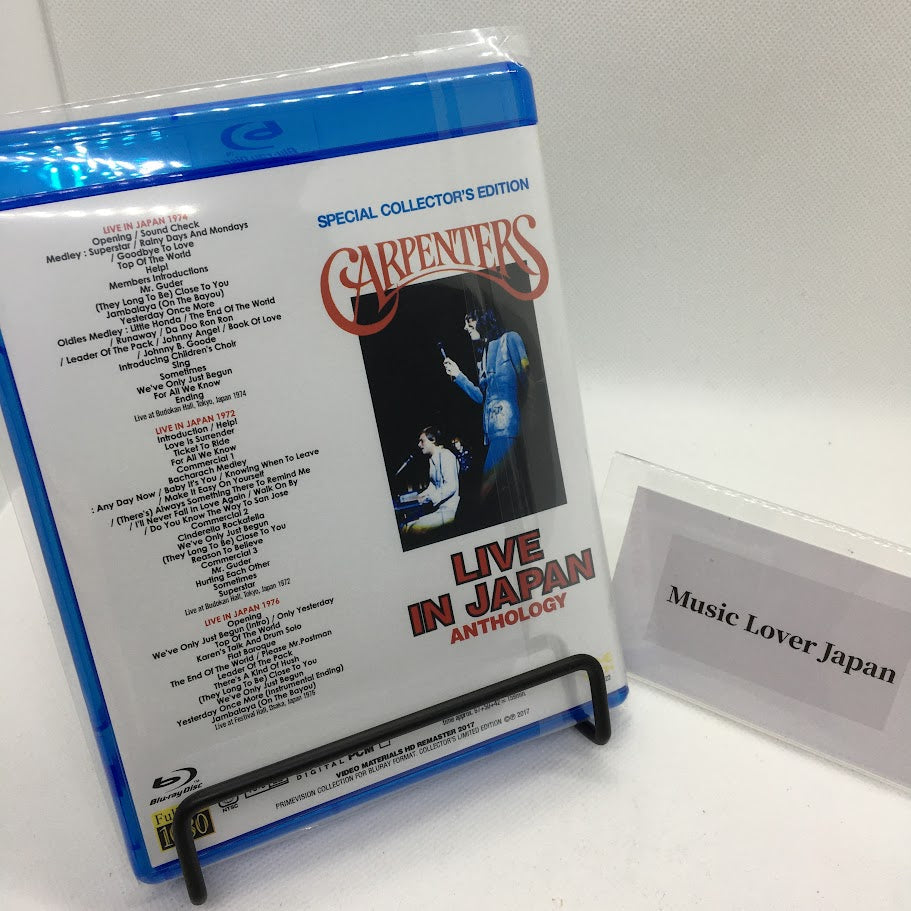 LIVE IN JAPAN 1974
Opening / Sound Check
Medley : Superstar / Rainy Days And Mondays
/ Goodbye To Love
Top Of The World
Help!
Members Introductions
Mr. Guder
(They Long To Be) Close To You
Jambalaya (On The Bayou)
Yesterday Once More
Oldies Medley : Little Honda / The End Of The World
/ Runaway / Da Doo Ron Ron
/ Leader Of The Pack / Johnny Angel / Book Of Love
/ Johnny B. Goode
Introducing Children's Choir
Sing
Sometimes
We've Only Just Begun
For All We Know
Ending
Live at Budokan Hall, Tokyo, Japan 1974
LIVE IN JAPAN 1972
Introduction / Help!
Love Is Surrender
Ticket To Ride
For All We Know
Commercial 1
Bacharach Medley
: Any Day Now / Baby It's You / Knowing When To Leave
/ Make It Easy On Yourself
/ (There's) Always Something There To Remind Me
/ I'll Never Fall In Love Again / Walk On By
/ Do You Know The Way To San Jose
Commercial 2
Cinderella Rockafella
We've Only Just Begun
(They Long To Be) Close To You
Reason To Believe
Commercial 3
Mr. Guder
Hurting Each Other
Sometimes
Superstar
Live at Budokan Hall, Tokyo, Japan 1972
LIVE IN JAPAN 1976
Opening
We've Only Just Begun (Intro) / Only Yesterday
Top Of The World
Karen's Talk And Drum Solo
Flat Baroque
The End Of The World / Please Mr. Postman
Leader Of The Pack
There's A Kind Of Hush
(They Long To Be) Close To You
We've Only Just Begun
Yesterday Once More (Instrumental Ending)
Jambalaya (On The Bayou)
Live at Festival Hall, Osaka, Japan 1976
SPECIAL COLLECTOR'S EDITION
CARPENTERS
LIVE
IN JAPAN
ANTHOLOGY
DIGITAL PCM
VIDEO MATERIALS HD REMASTER 2017
PRIMEVISION COLLECTION FOR BLURAY FORMAT. COLLECTOR'S LIMITED EDITION ©℗ 2017
Blu-ray Disc
NTSC
Music Lover Japan